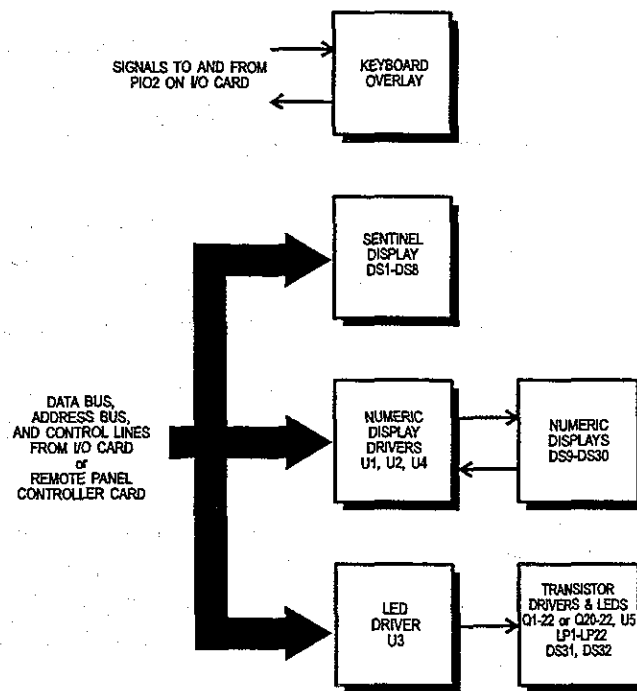 SIGNALS TO AND FROM
PIO2 ON I/O CARD
KEYBOARD
OVERLAY
SENTINEL
DISPLAY
DS1-DS8
DATA BUS,
ADDRESS BUS,
AND CONTROL LINES
FROM I/O CARD
or
REMOTE PANEL
CONTROLLER CARD
NUMERIC
DISPLAY
DRIVERS
U1, U2, U4
NUMERIC
DISPLAYS
DS9-DS30
LED
DRIVER
U3
TRANSISTOR
DRIVERS & LEDS
Q1-22 or Q20-22, U5
LP1-LP22
DS31, DS32